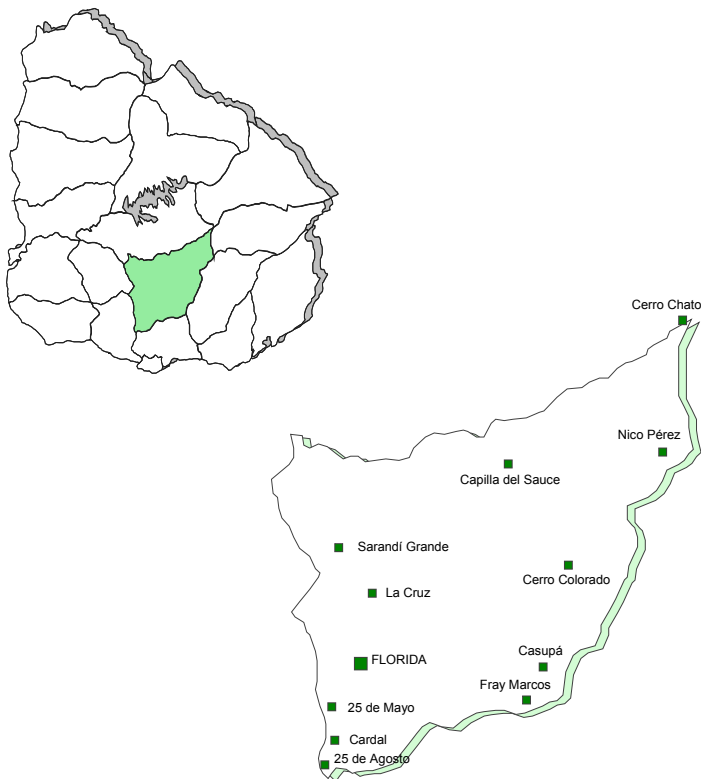 Cerro Chato
Nico Pérez
Capilla del Sauce
Sarandí Grande
Cerro Colorado
La Cruz
Casupá
FLORIDA
Fray Marcos
25 de Mayo
Cardal
25 de Agosto